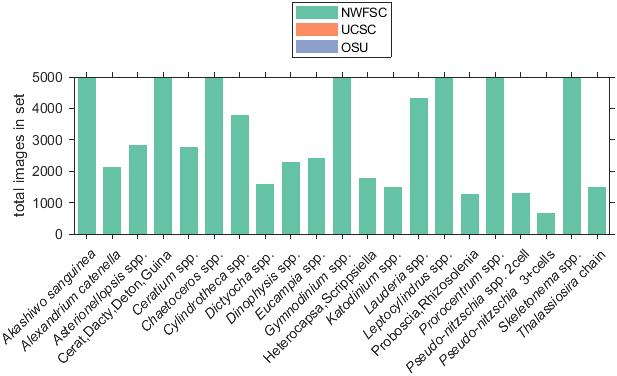 NWFSC
UCSC
OSU
total images in set
5000
4000
3000
2000
1000
0
Akashiwo sanguinea
Alexandrium catenella
Asterionellopsis spp.
Cerat,Dacty,Deton,Guina
Ceratium spp.
Chaetoceros spp.
Cylindrotheca spp.
Dictyocha spp.
Dinophysis spp.
Eucampia spp.
Gymnodinium spp.
Heterocapsa,Scrippsiella
Katodinium spp.
Lauderia spp.
Leptocylindrus spp.
Proboscia,Rhizosolenia
Prorocentrum spp.
Pseudo-nitzschia spp. 2cell
Pseudo-nitzschia 3+cells
Skeletonema spp.
Thalassiosira chain